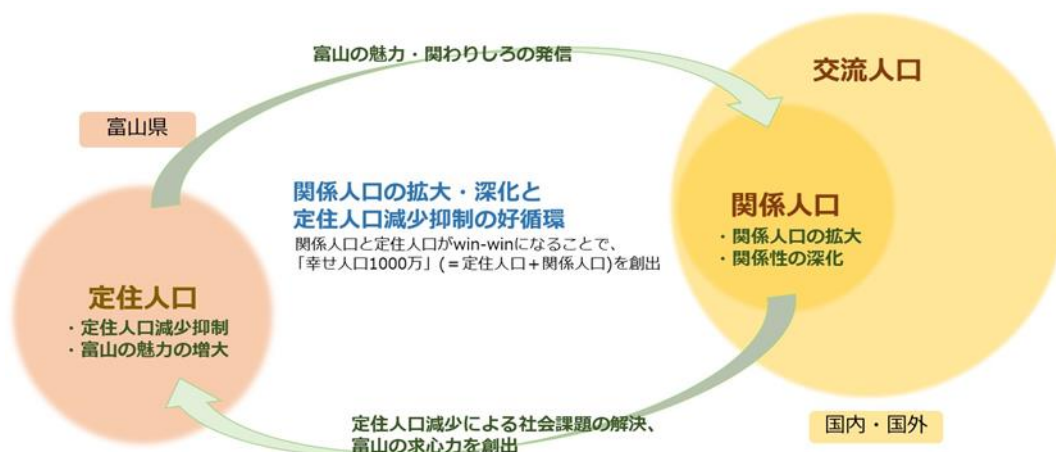 富山の魅力・関わりしろの発信
交流人口
富山県
関係人口の拡大・深化と
定住人口減少抑制の好循環
関係人口と定住人口がwin-winになることで、
「幸せ人口1000万」(＝定住人口＋関係人口)を創出
関係人口
・関係人口の拡大
・関係性の深化
定住人口
・定住人口減少抑制
・富山の魅力の増大
定住人口減少による社会課題の解決、
富山の求心力を創出
国内・国外